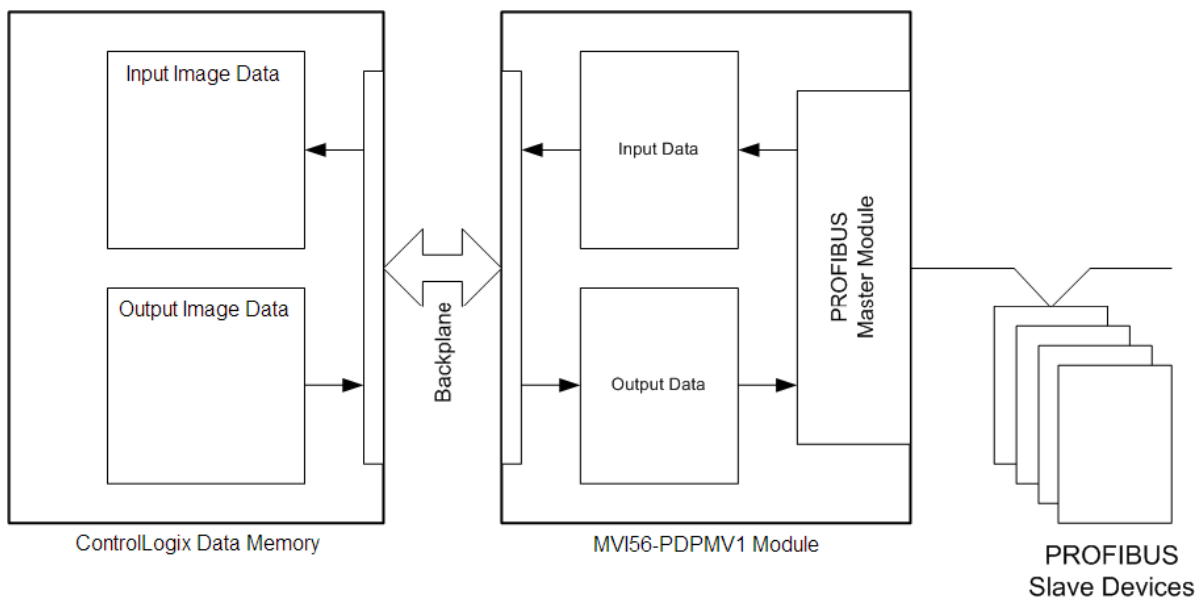 Input Image Data
Output Image Data
ControlLogix Data Memory
Backplane
Input Data
Output Data
PROFIBUS
Master Module
MVI56-PDPMV1 Module
PROFIBUS
Slave Devices